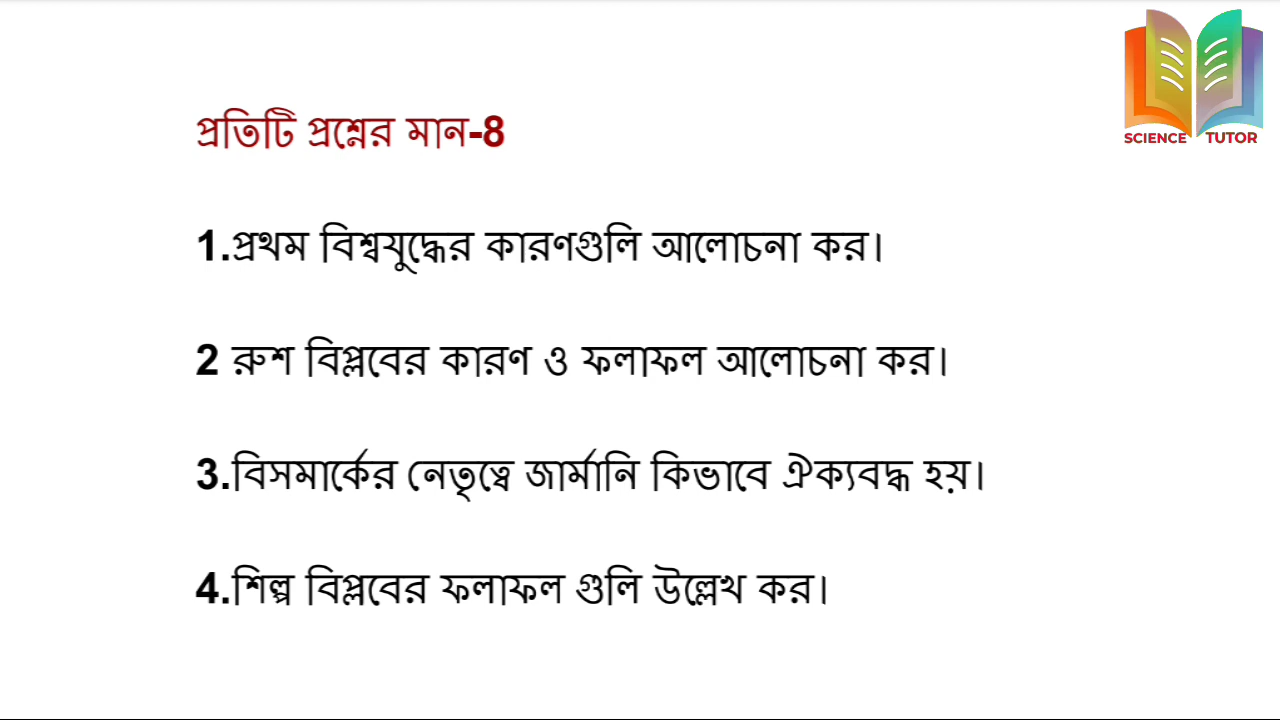 SCIENCE TUTOR
প্রতিটি প্রশ্নের মান-8
1.প্রথম বিশ্বযুদ্ধের কারণগুলি আলোচনা কর।
2 রুশ বিপ্লবের কারণ ও ফলাফল আলোচনা কর।
3.বিসমার্কের নেতৃত্বে জার্মানি কিভাবে ঐক্যবদ্ধ হয়।
4.শিল্প বিপ্লবের ফলাফল গুলি উল্লেখ কর।